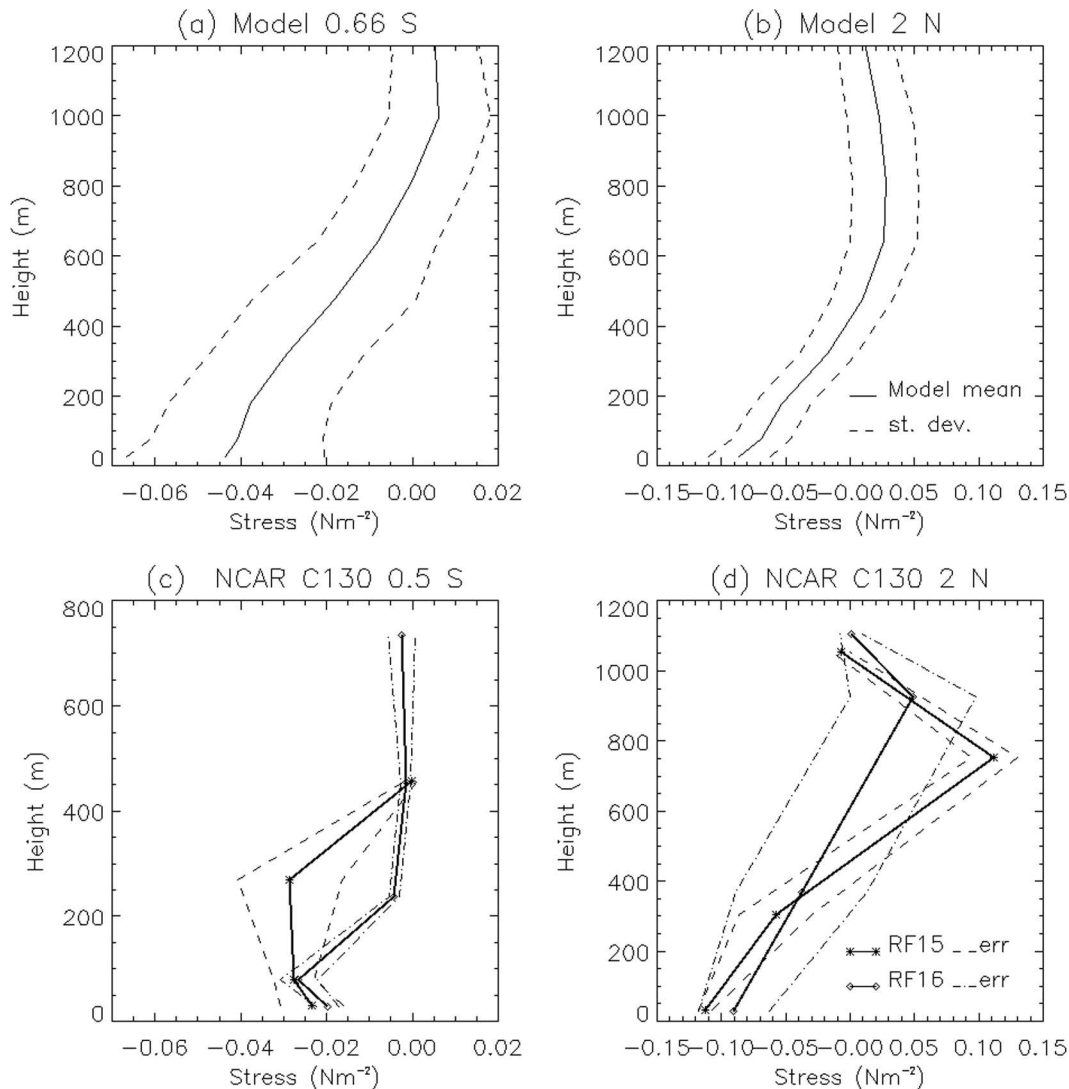 (a) Model 0.66 S
1200
1000
800
600
400
200
0
Height (m)
−0.06 −0.04 −0.02 0.00 0.02
Stress (Nm⁻²)
(b) Model 2 N
1200
1000
800
600
400
200
0
Height (m)
Model mean
st. dev.
−0.15 −0.10 −0.05 −0.00 0.05 0.10 0.15
Stress (Nm⁻²)
(c) NCAR C130 0.5 S
800
600
400
200
0
Height (m)
−0.06 −0.04 −0.02 0.00 0.02
Stress (Nm⁻²)
(d) NCAR C130 2 N
1200
1000
800
600
400
200
0
Height (m)
RF15 _ _err
RF16 _._err
−0.15 −0.10 −0.05 −0.00 0.05 0.10 0.15
Stress (Nm⁻²)